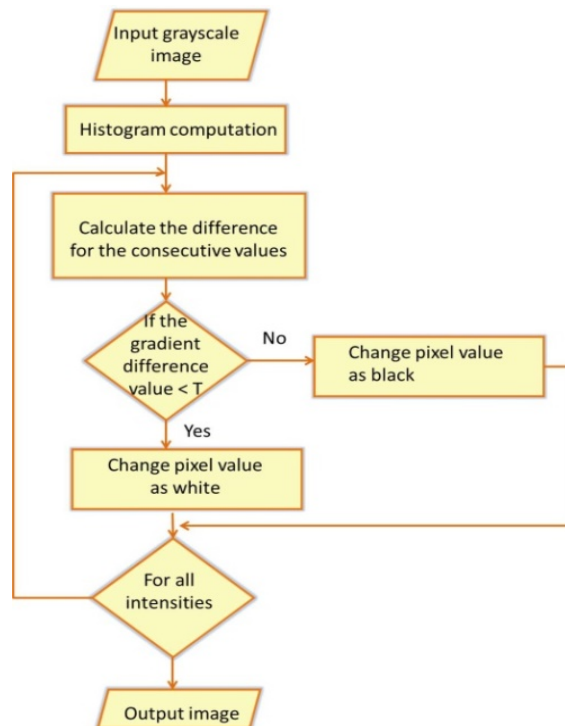 Input grayscale
image
Histogram computation
Calculate the difference
for the consecutive values
If the
gradient
difference
value < T
No
Change pixel value
as black
Yes
Change pixel value
as white
For all
intensities
Output image